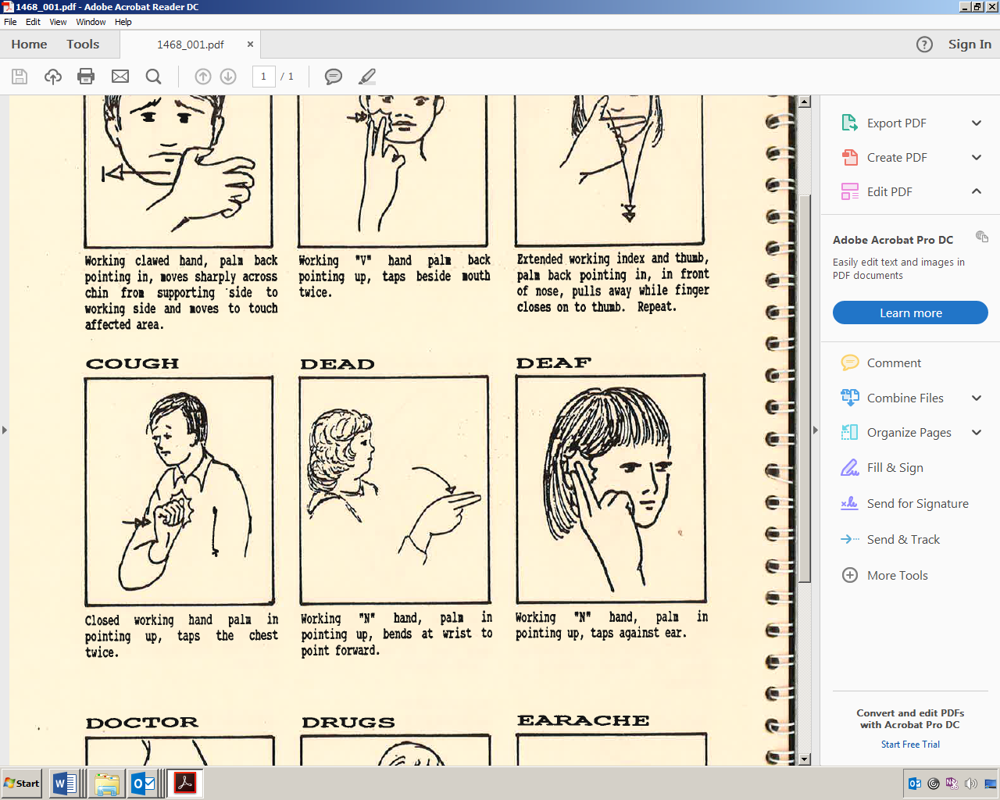 1468_001.pdf - Adobe Acrobat Reader DC
File Edit View Window Help
Home Tools 1468_001.pdf × ? Sign In
1 / 1
Working clawed hand, palm back
pointing in, moves sharply across
chin from supporting side to
working side and moves to touch
affected area.
Working "V" hand palm back
pointing up, taps beside mouth
twice.
Extended working index and thumb,
palm back pointing in, in front
of nose, pulls away while finger
closes on to thumb. Repeat.
COUGH
DEAD
DEAF
Closed working hand palm in
pointing up, taps the chest
twice.
Working "N" hand, palm in
pointing up, bends at wrist to
point forward.
Working "N" hand, palm in
pointing up, taps against ear.
DOCTOR
DRUGS
EARACHE
Export PDF
Create PDF
Edit PDF
Adobe Acrobat Pro DC
Easily edit text and images in
PDF documents
Learn more
Comment
Combine Files
Organize Pages
Fill & Sign
Send for Signature
Send & Track
More Tools
Convert and edit PDFs
with Acrobat Pro DC
Start Free Trial
Start